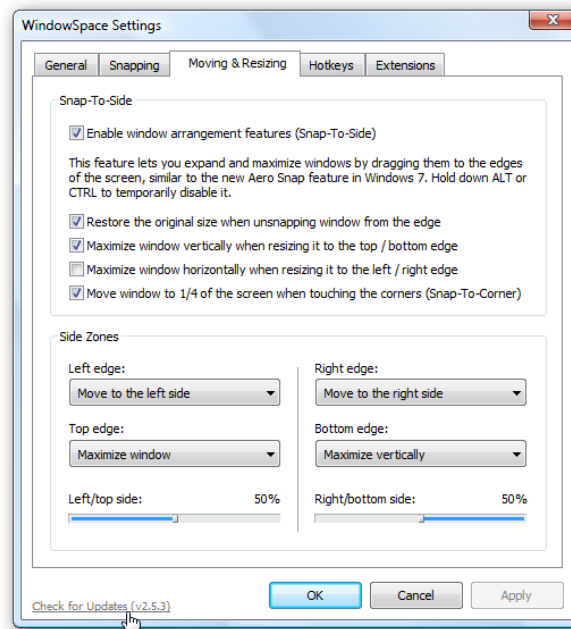 WindowSpace Settings
General Snapping Moving & Resizing Hotkeys Extensions
Snap-To-Side
Enable window arrangement features (Snap-To-Side)
This feature lets you expand and maximize windows by dragging them to the edges
of the screen, similar to the new Aero Snap feature in Windows 7. Hold down ALT or
CTRL to temporarily disable it.
Restore the original size when unsnapping window from the edge
Maximize window vertically when resizing it to the top / bottom edge
Maximize window horizontally when resizing it to the left / right edge
Move window to 1/4 of the screen when touching the corners (Snap-To-Corner)
Side Zones
Left edge: Right edge:
Move to the left side Move to the right side
Top edge: Bottom edge:
Maximize window Maximize vertically
Left/top side: 50% Right/bottom side: 50%
Check for Updates (v2.5.3) OK Cancel Apply